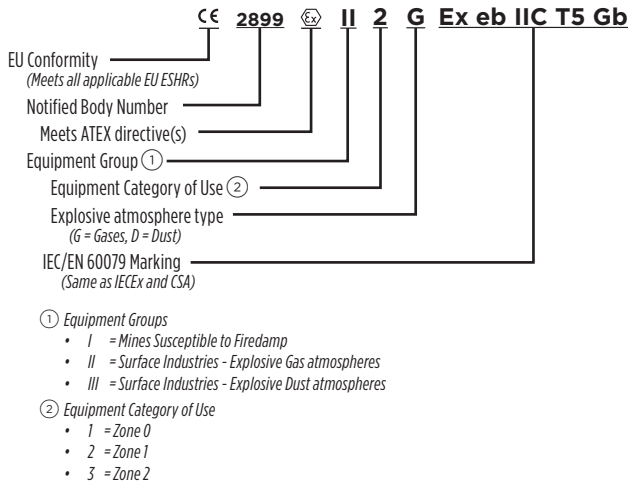 CE 2899 Ex II 2 G Ex eb IIC T5 Gb
EU Conformity
(Meets all applicable EU ESHRs)
Notified Body Number
Meets ATEX directive(s)
Equipment Group 1
Equipment Category of Use 2
Explosive atmosphere type
(G = Gases, D = Dust)
IEC/EN 60079 Marking
(Same as IECEx and CSA)
1 Equipment Groups
• I = Mines Susceptible to Firedamp
• II = Surface Industries - Explosive Gas atmospheres
• III = Surface Industries - Explosive Dust atmospheres
2 Equipment Category of Use
• 1 = Zone 0
• 2 = Zone 1
• 3 = Zone 2